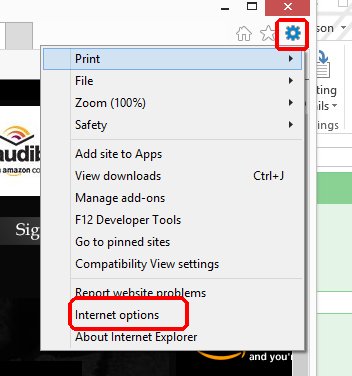 son
Print
File
Zoom (100%)
Safety
Add site to Apps
View downloads Ctrl+J
Manage add-ons
F12 Developer Tools
Go to pinned sites
Compatibility View settings
Report website problems
Internet options
About Internet Explorer
audib
n amazon co
Sig
ting
ails
ngs
and you'r